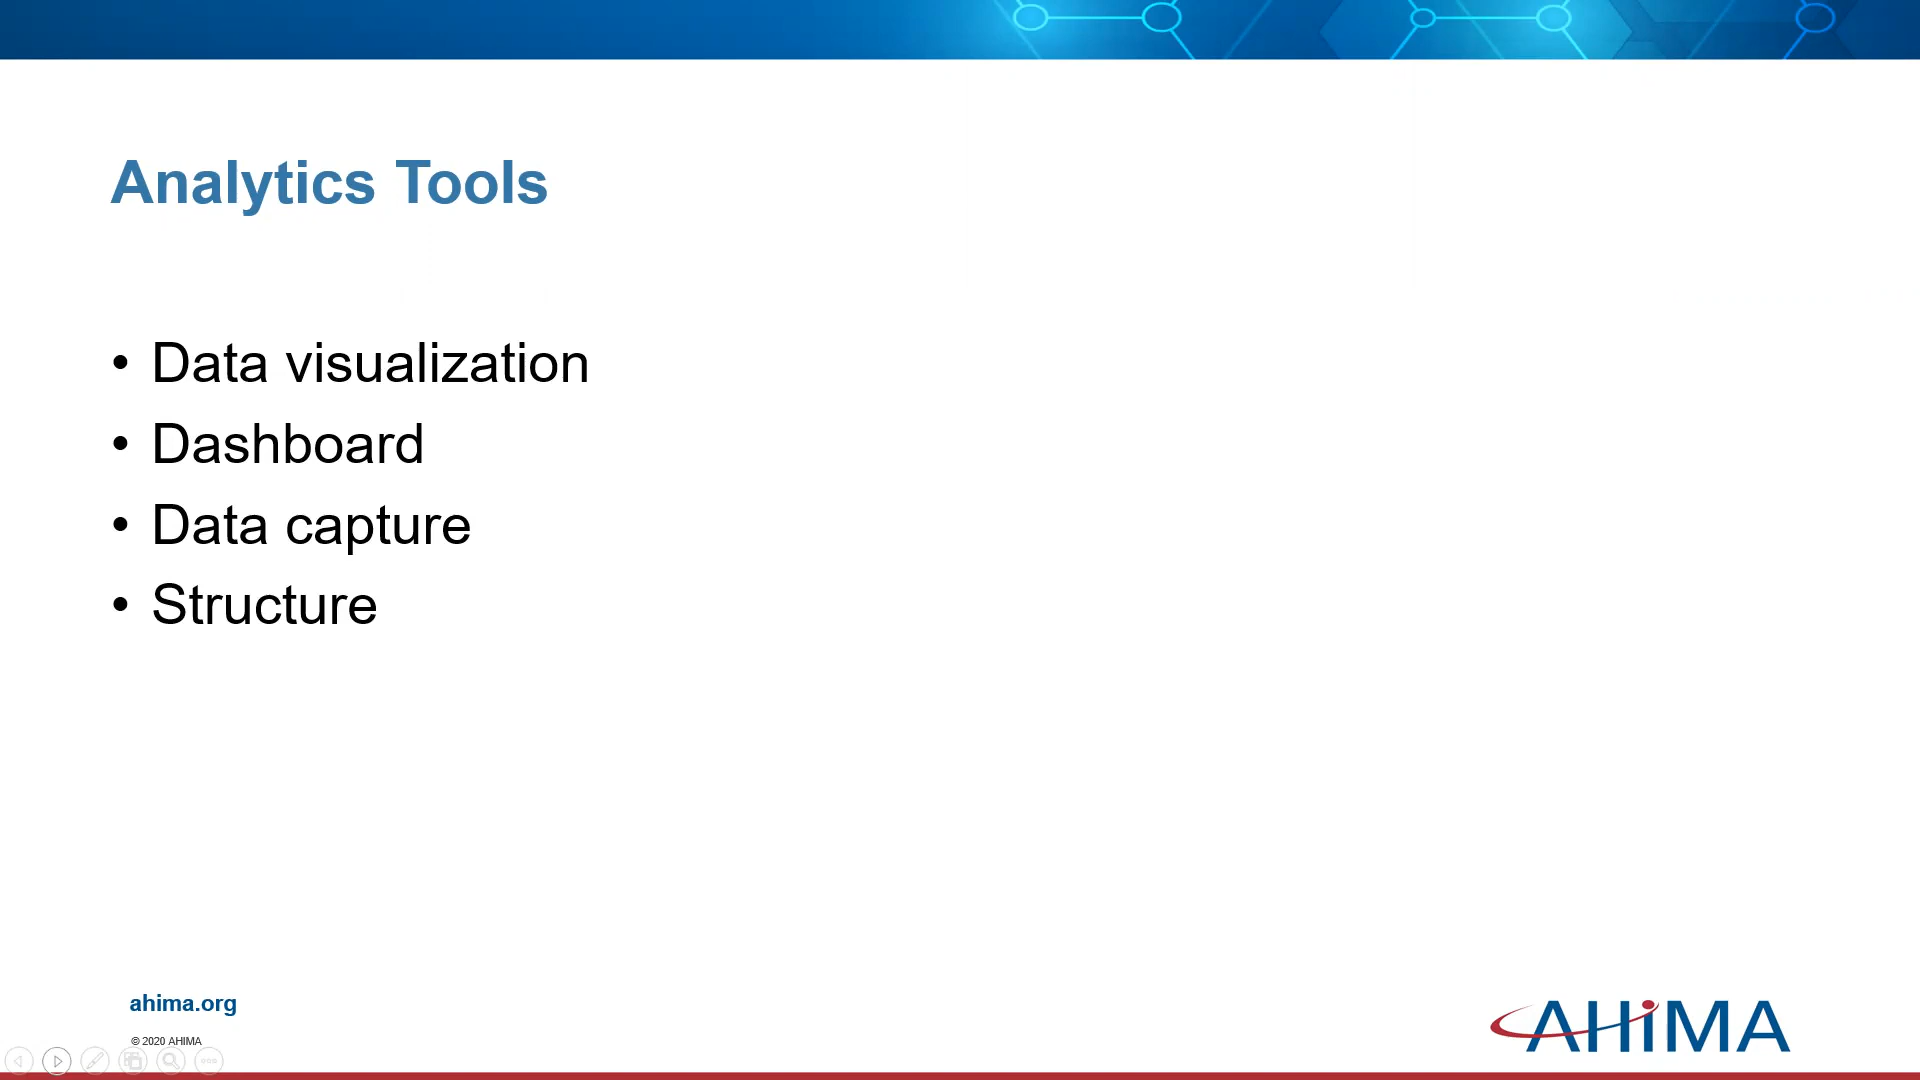 Analytics Tools
• Data visualization
• Dashboard
• Data capture
• Structure
ahima.org
© 2020 AHIMA
AHiMA